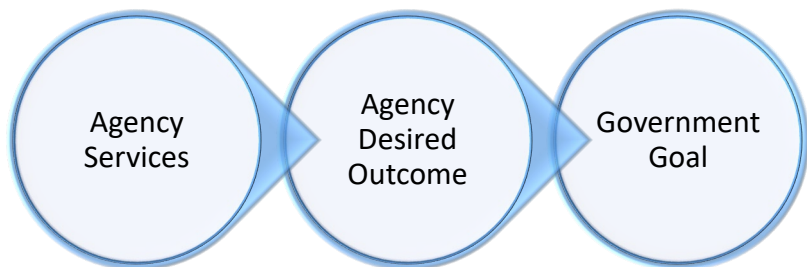 Agency
Services
Agency
Desired
Outcome
Government
Goal